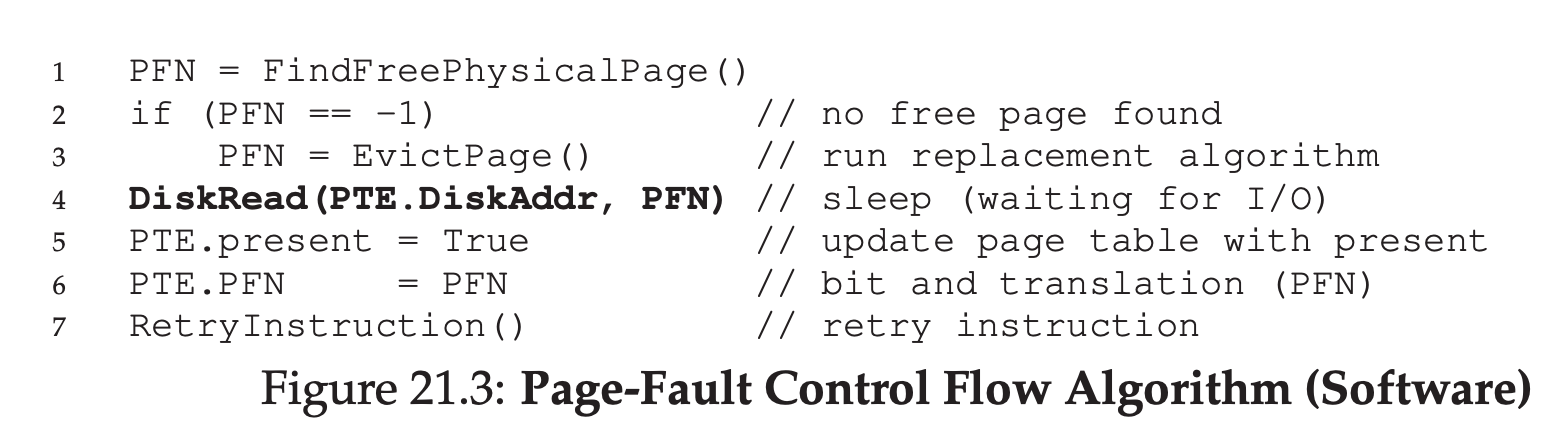 1 PFN = FindFreePhysicalPage()
2 if (PFN == -1) // no free page found
3 PFN = EvictPage() // run replacement algorithm
4 DiskRead(PTE.DiskAddr, PFN) // sleep (waiting for I/O)
5 PTE.present = True // update page table with present
6 PTE.PFN = PFN // bit and translation (PFN)
7 RetryInstruction() // retry instruction
Figure 21.3: Page-Fault Control Flow Algorithm (Software)